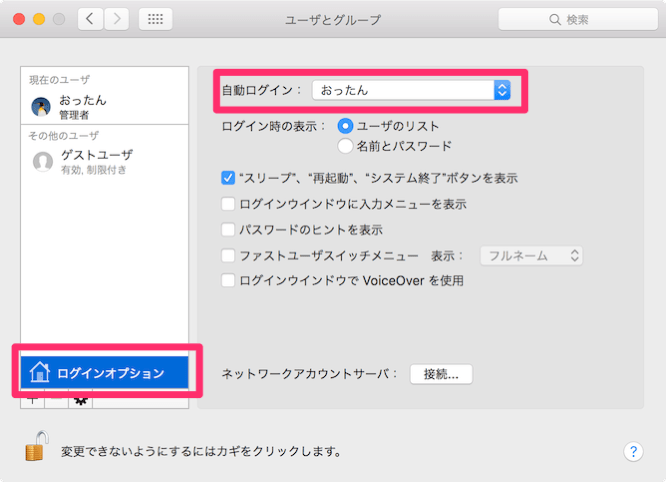 ユーザとグループ
検索
現在のユーザ
おったん
管理者
その他のユーザ
ゲストユーザ
有効, 制限付き
ログインオプション
自動ログイン： おったん
ログイン時の表示： ユーザのリスト
名前とパスワード
“スリープ”、“再起動”、“システム終了”ボタンを表示
ログインウインドウに入力メニューを表示
パスワードのヒントを表示
ファストユーザスイッチメニュー 表示： フルネーム
ログインウインドウで VoiceOver を使用
ネットワークアカウントサーバ： 接続...
変更できないようにするにはカギをクリックします。
?